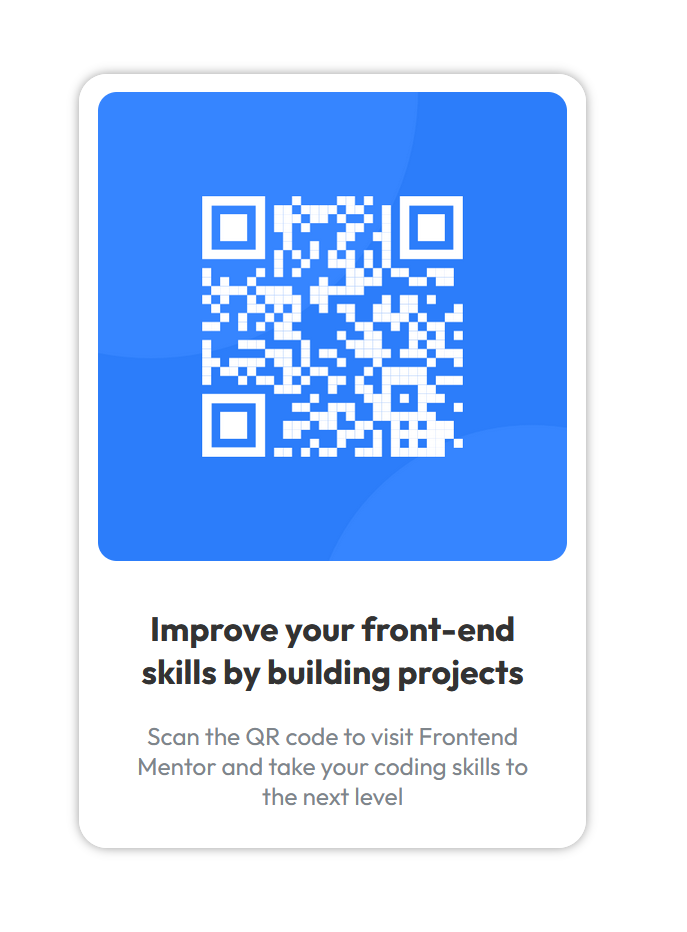 Improve your front-end
skills by building projects
Scan the QR code to visit Frontend
Mentor and take your coding skills to
the next level